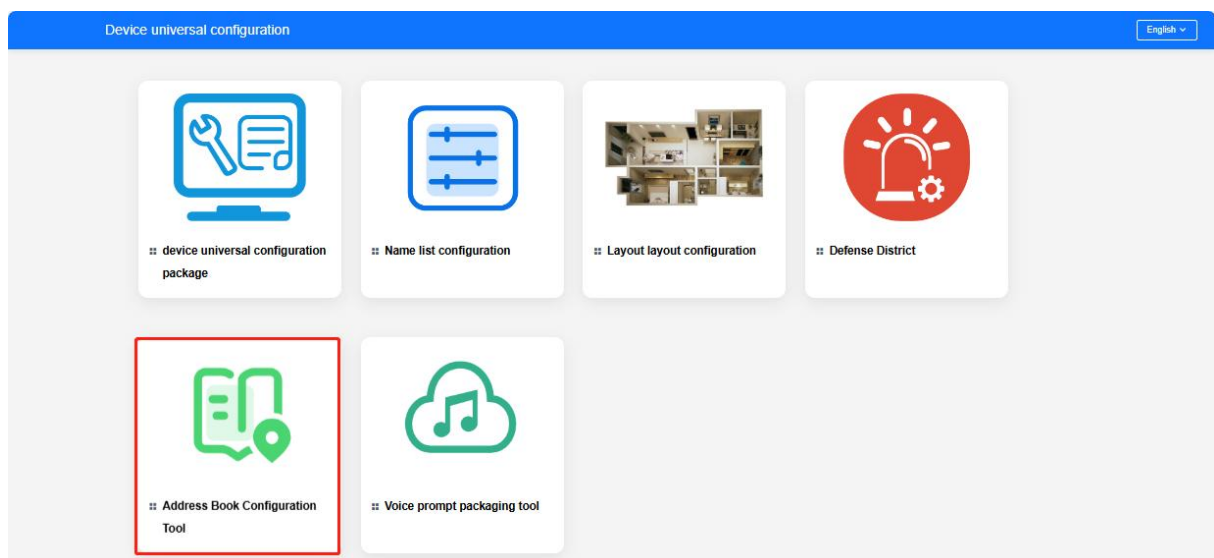 Device universal configuration
English
device universal configuration
package
Name list configuration
Layout layout configuration
Defense District
Address Book Configuration
Tool
Voice prompt packaging tool